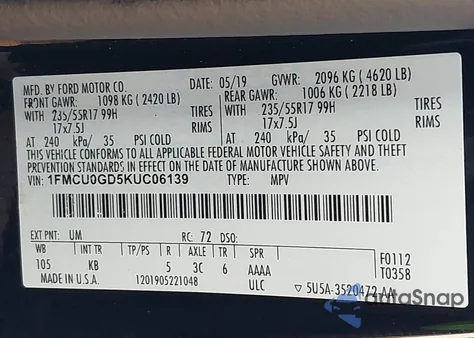 MFD. BY FORD MOTOR CO. DATE: 05/19 GVWR: 2096 KG (4620 LB)
FRONT GAWR: 1098 KG (2420 LB) REAR GAWR: 1006 KG (2218 LB)
WITH 235/55R17 99H TIRES WITH 235/55R17 99H TIRES
17x7.5J RIMS 17x7.5J RIMS
AT 240 kPa/ 35 PSI COLD AT 240 kPa/ 35 PSI COLD
THIS VEHICLE CONFORMS TO ALL APPLICABLE FEDERAL MOTOR VEHICLE SAFETY AND
THEFT PREVENTION STANDARDS IN EFFECT ON THE DATE OF MANUFACTURE SHOWN ABOVE.
VIN: 1FMCU0GD5KUC06139 TYPE: MPV
EXT PNT: UM RC: 72 DSO:
WB INT TR TP/PS R AXLE TR SPR F0112
105 KB 5 3C 6 AAAA T0358
MADE IN U.S.A. 1201905221048 ULC ▽ 5U5A-3520472-AA
autoSnap